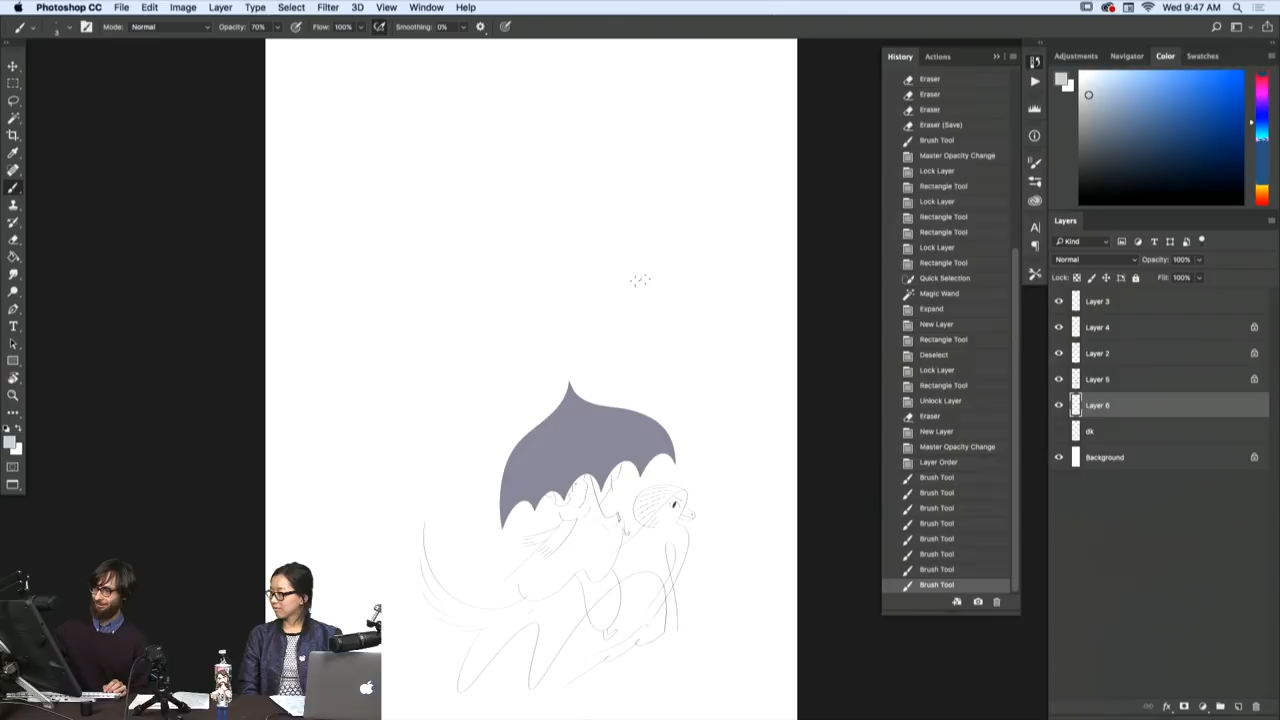 Photoshop CC File Edit Image Layer Type Select Filter 3D View Window Help Wed 9:47 AM
3 Mode: Normal Opacity: 70% Flow: 100% Smoothing: 0%
History Actions
Eraser
Eraser
Eraser
Eraser (Save)
Brush Tool
Master Opacity Change
Lock Layer
Rectangle Tool
Lock Layer
Rectangle Tool
Rectangle Tool
Lock Layer
Rectangle Tool
Quick Selection
Magic Wand
Expand
New Layer
Rectangle Tool
Deselect
Lock Layer
Rectangle Tool
Unlock Layer
Eraser
New Layer
Master Opacity Change
Layer Order
Brush Tool
Brush Tool
Brush Tool
Brush Tool
Brush Tool
Brush Tool
Brush Tool
Brush Tool
Adjustments Navigator Color Swatches
Layers
Kind
Normal Opacity: 100%
Lock: Fill: 100%
Layer 3
Layer 4
Layer 2
Layer 5
Layer 6
dk
Background